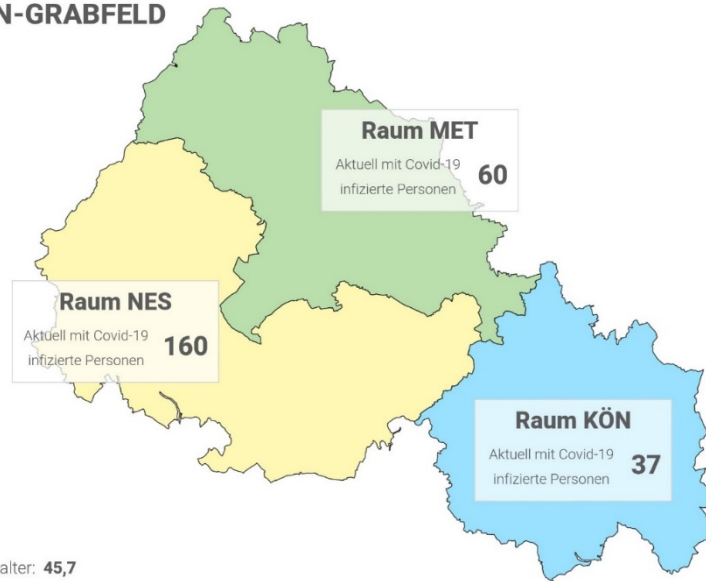 N-GRABFELD
Raum MET
Aktuell mit Covid-19
infizierte Personen 60
Raum NES
Aktuell mit Covid-19
infizierte Personen 160
Raum KÖN
Aktuell mit Covid-19
infizierte Personen 37
alter: 45,7